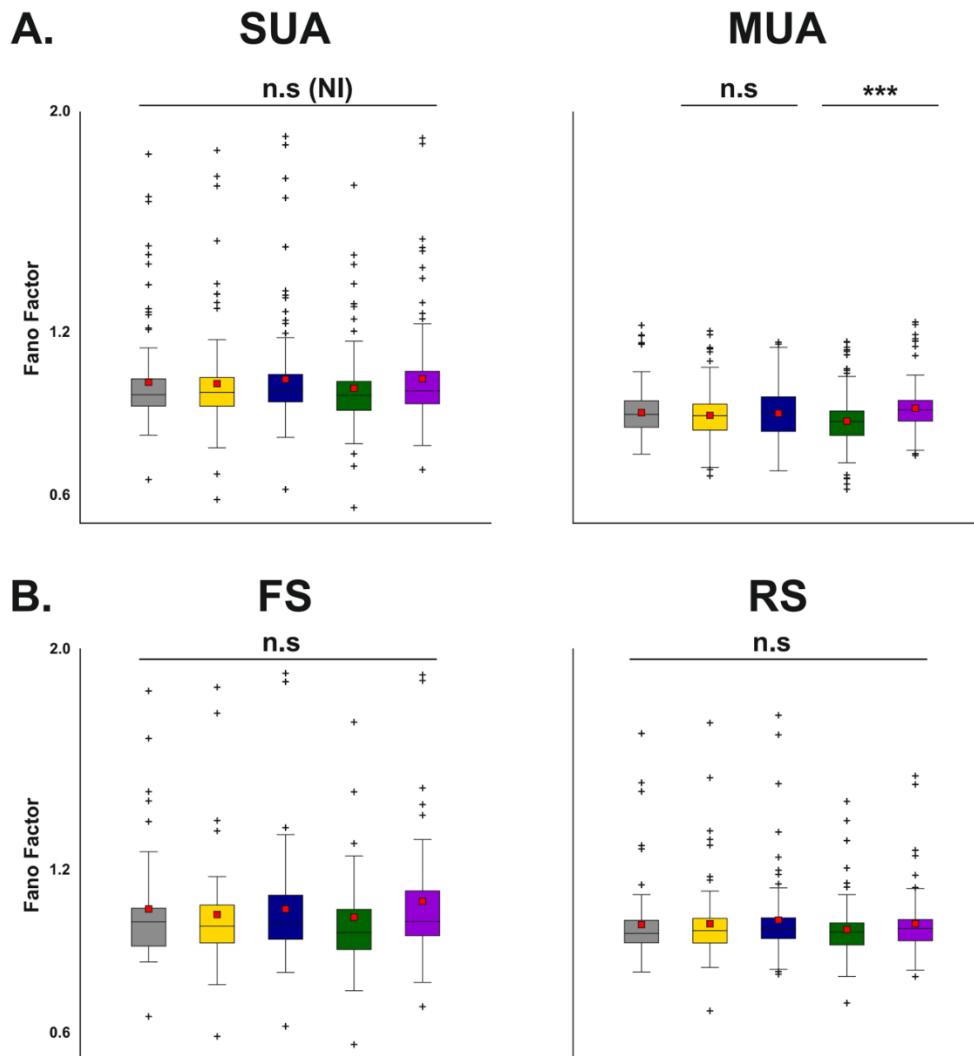 A. SUA MUA
n.s (NI) n.s ***
2.0
1.2
0.6
Fano Factor
B. FS RS
n.s n.s
2.0
1.2
0.6
Fano Factor